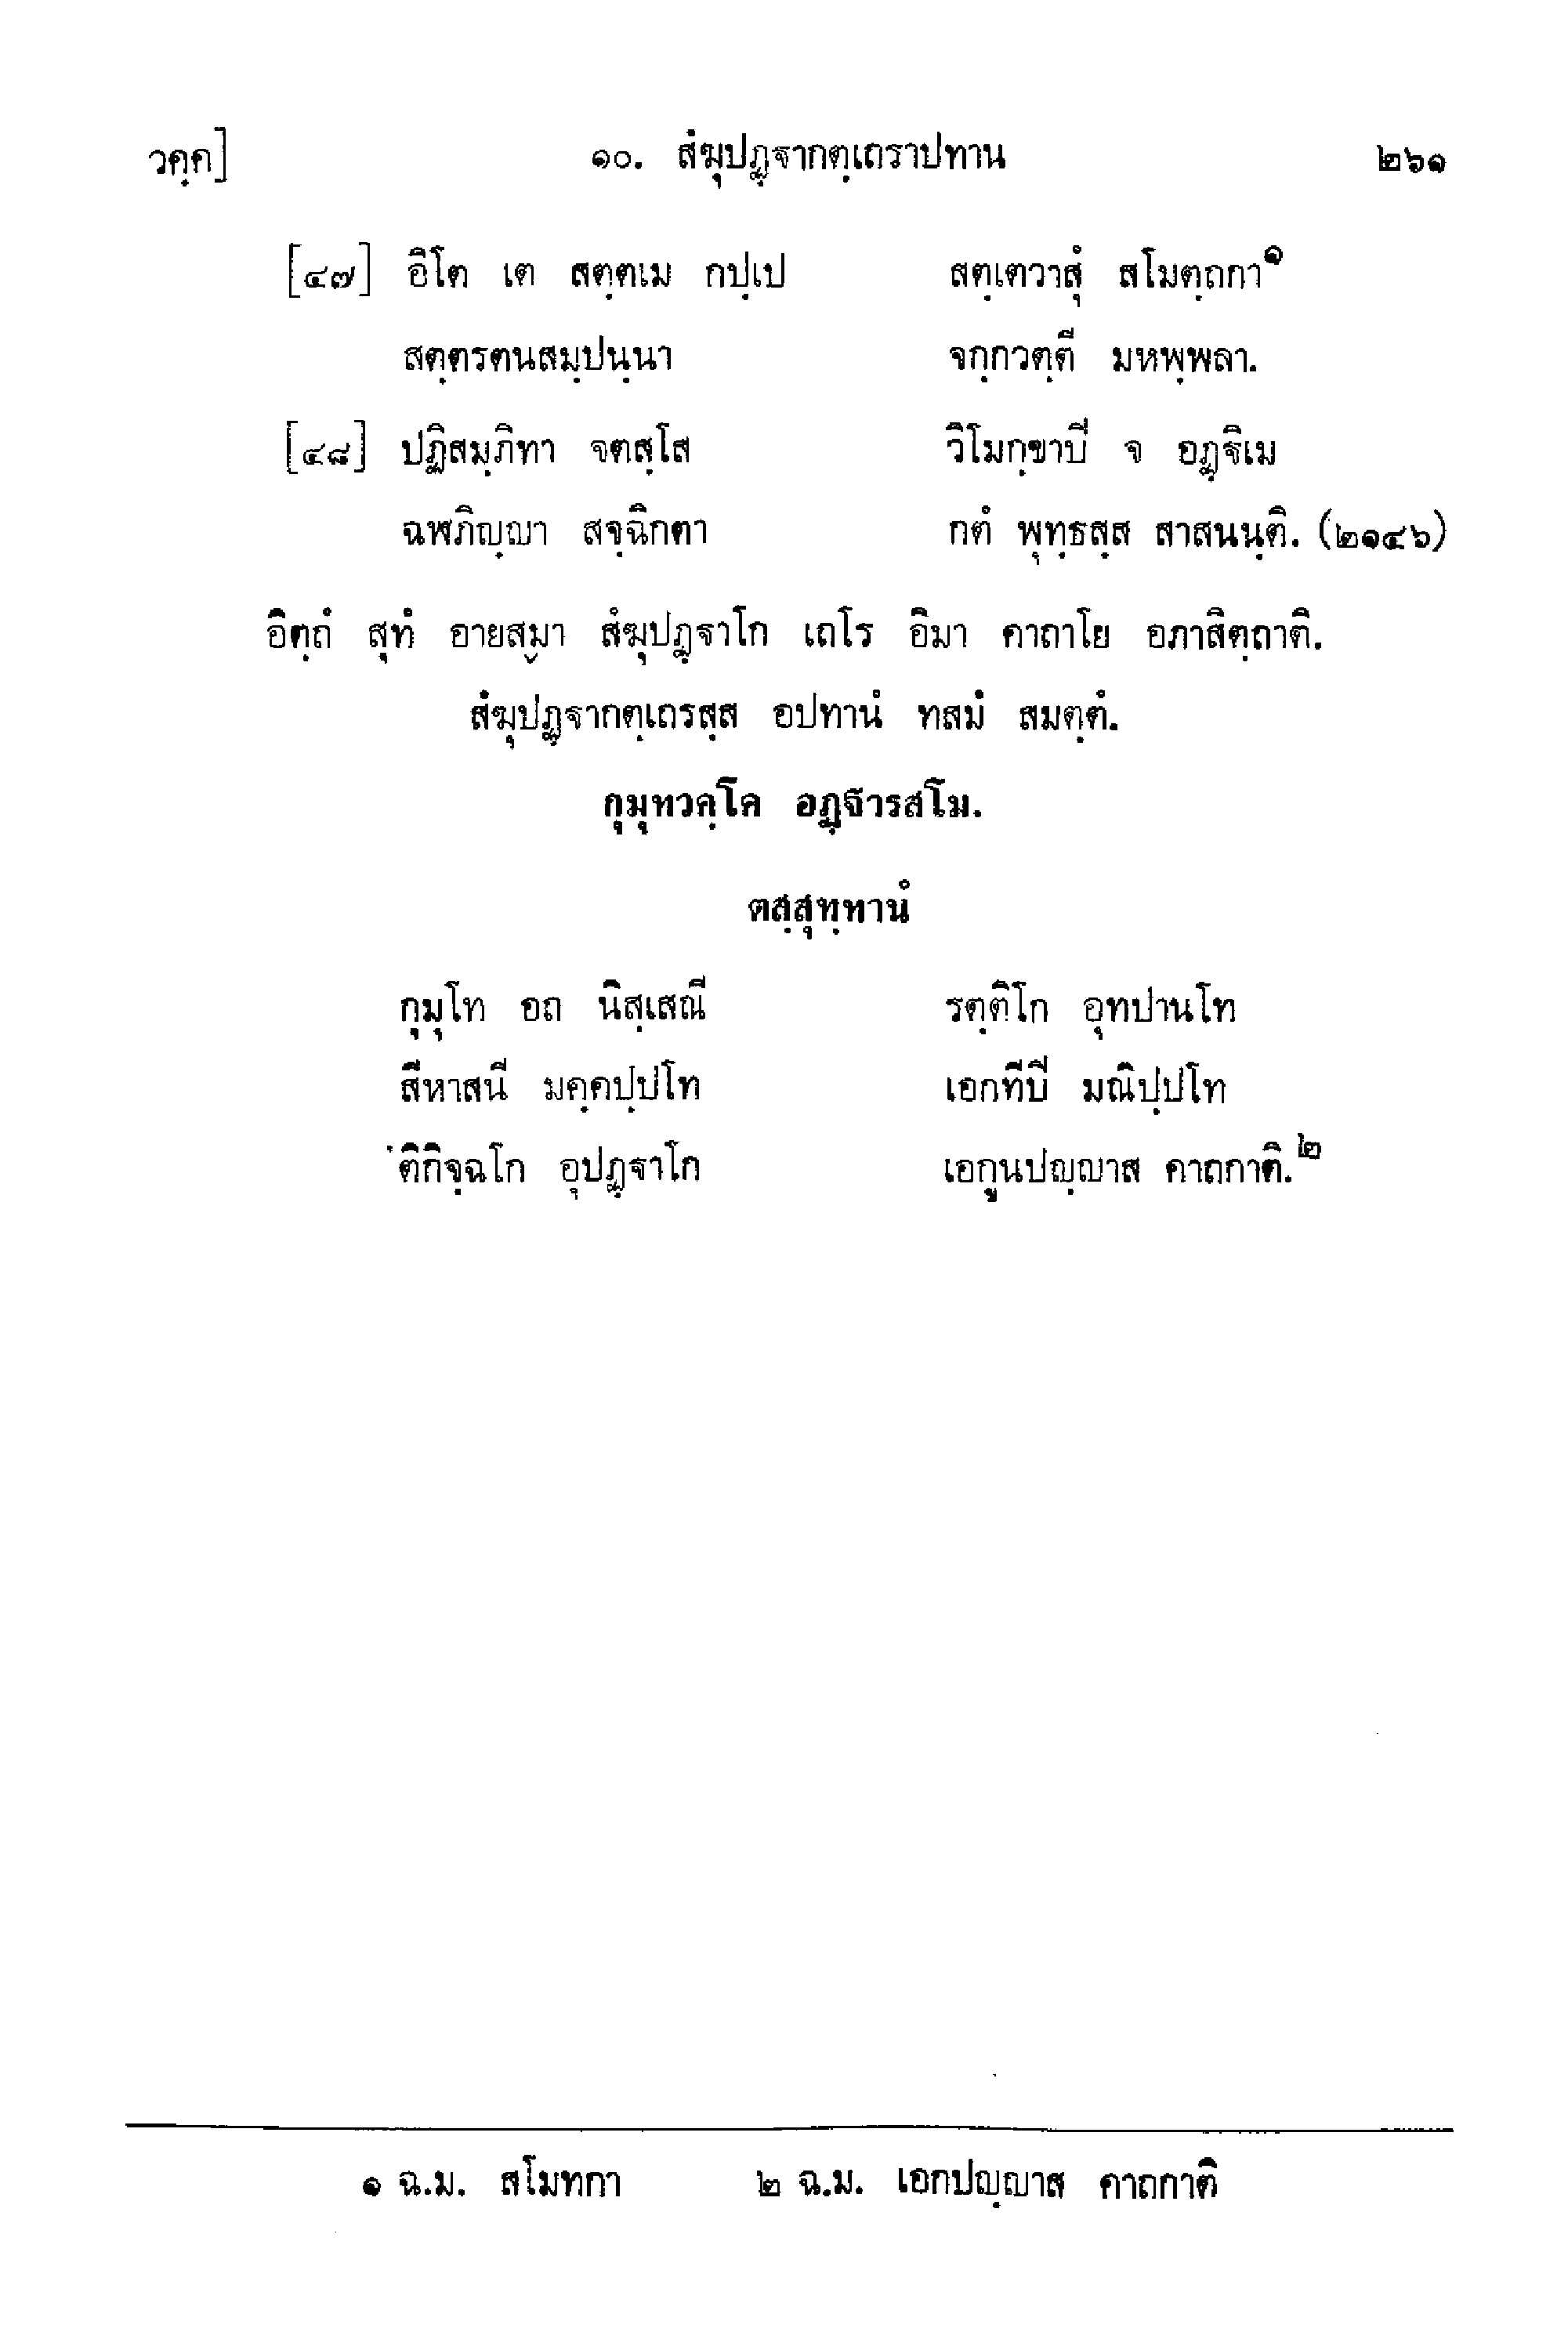 วคฺค] ๑๐. สํฆุปฏฺฐากตฺเถราปทาน ๒๖๑
[๔๗] อิโต เต สตฺตเม กปฺเป สตฺเตวาสุํ สโมตฺถกา๑
สตฺตรตนสมฺปนฺนา จกฺกวตฺตี มหพฺพลา.
[๔๘] ปฏิสมฺภิทา จตสฺโส วิโมกฺขาปิ จ อฏฺฐิเม
ฉฬภิญฺญา สจฺฉิกตา กตํ พุทฺธสฺส สาสนนฺติ. (๒๑๔๖)
อิตฺถํ สุทํ อายสฺมา สํฆุปฏฺฐาโก เถโร อิมา คาถาโย อภาสิตฺถาติ.
สํฆุปฏฺฐากตฺเถรสฺส อปทานํ ทสมํ สมตฺตํ.
กุมุทวคฺโค อฏฺฐารสโม.
ตสฺสุทฺทานํ
กุมุโท อถ นิสฺเสณี รตฺติโก อุทปานโท
สีหาสนี มคฺคปฺปโท เอกทีปี มณิปฺปโท
ติกิจฺฉโก อุปฏฺฐาโก เอกูนปญฺญาส คาถกาติ.๒
๑ ฉ.ม. สโมทกา ๒ ฉ.ม. เอกปญฺญาส คาถกาติ